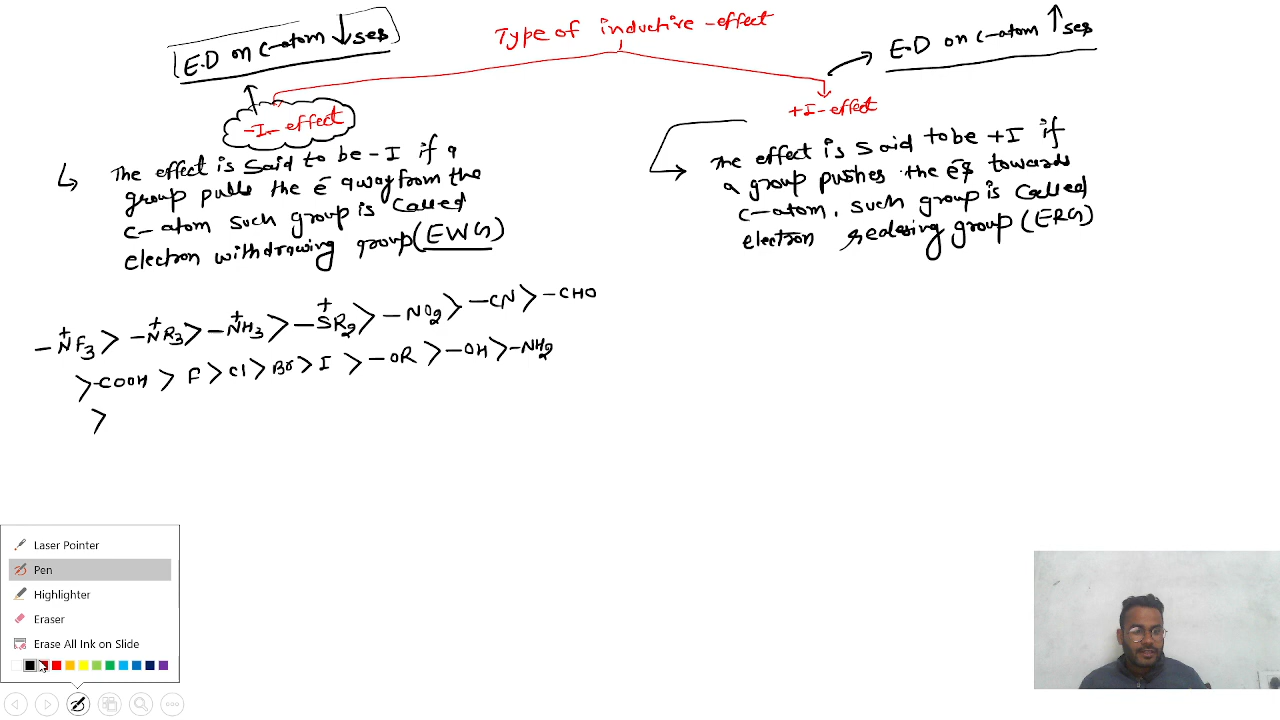 Type of inductive-effect
E.D on c-atom ↓ses
-I-effect
The effect is said to be -I if a
group pulls the ē away from the
c-atom such group is called
electron withdrawing group (EWG)
-N⁺F₃ > -N⁺R₃ > -N⁺H₃ > -S⁺R₂ > -NO₂ > -CN > -CHO
> -COOH > F > Cl > Br > I > -OR > -OH > -NH₂
>
E.D on c-atom ↑ses
+I-effect
The effect is said to be +I if
a group pushes the ēs towards
c-atom, such group is called
electron group (ERG)
Laser Pointer
Pen
Highlighter
Eraser
Erase All Ink on Slide